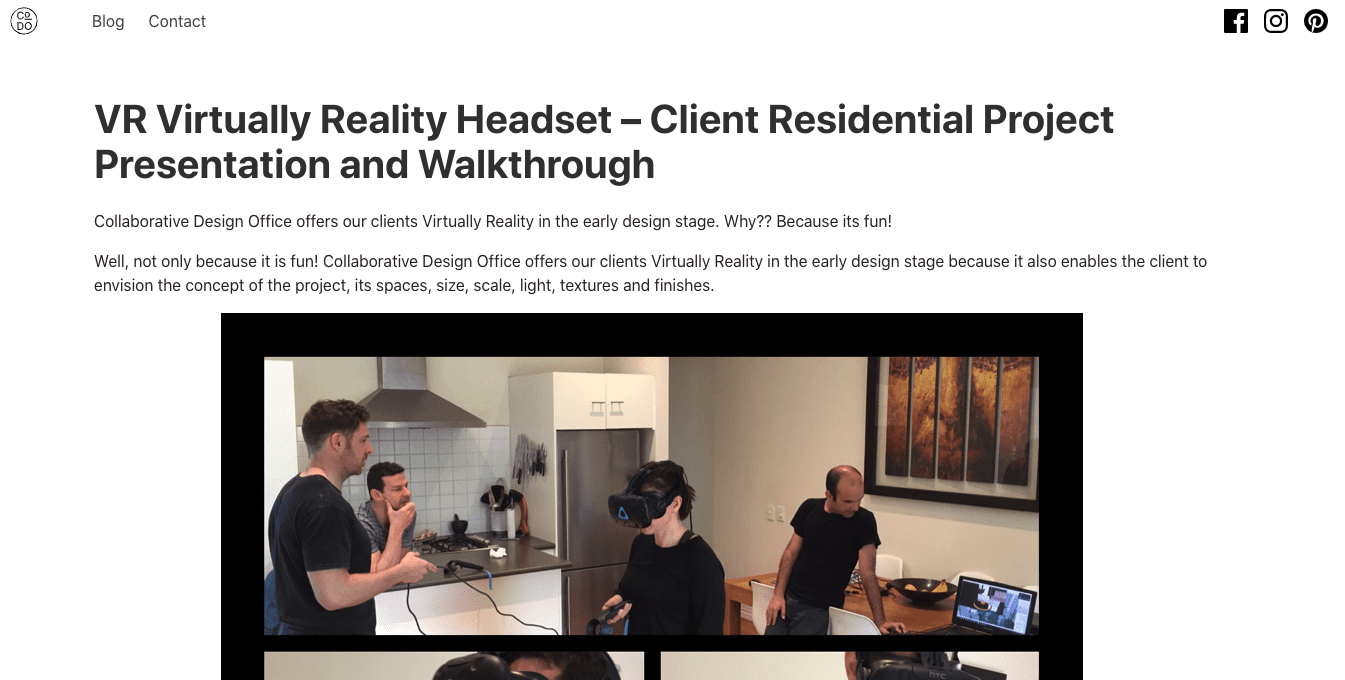 CO
DO
Blog
Contact
VR Virtually Reality Headset – Client Residential Project
Presentation and Walkthrough
Collaborative Design Office offers our clients Virtually Reality in the early design stage. Why?? Because its fun!
Well, not only because it is fun! Collaborative Design Office offers our clients Virtually Reality in the early design stage because it also enables the client to
envision the concept of the project, its spaces, size, scale, light, textures and finishes.
HTC